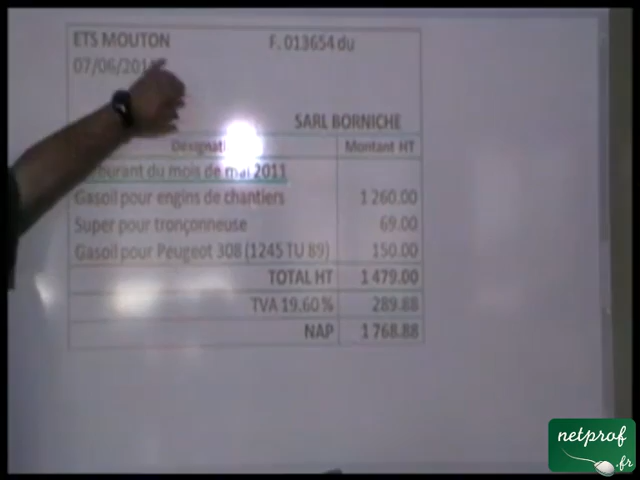 ETS MOUTON F. 013654 du
07/06/201
SARL BORNICHE
Montant HT
du mois de mai 2011
Gasoil pour engins de chantiers 1 260.00
Super pour tronçonneuse 69.00
Gasoil pour Peugeot 308 (1245 TU 89) 150.00
TOTAL HT 1 479.00
TVA 19.60% 289.88
NAP 1 768.88
netprof
.fr